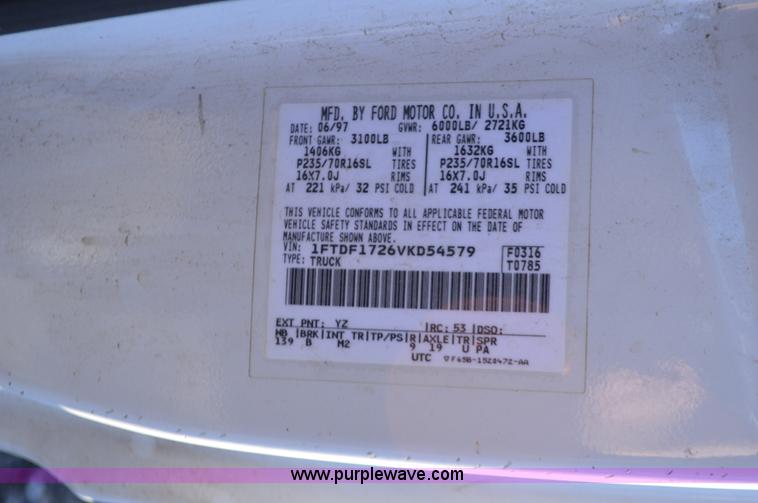 MFD. BY FORD MOTOR CO. IN U.S.A.
DATE: 06/97 GVWR: 6000LB/ 2721KG
FRONT GAWR: 3100LB REAR GAWR: 3600LB
1406KG WITH 1632KG WITH
P235/70R16SL TIRES P235/70R16SL TIRES
16X7.0J RIMS 16X7.0J RIMS
AT 221 kPa/ 32 PSI COLD AT 241 kPa/ 35 PSI COLD
THIS VEHICLE CONFORMS TO ALL APPLICABLE FEDERAL MOTOR
VEHICLE SAFETY STANDARDS IN EFFECT ON THE DATE OF
MANUFACTURE SHOWN ABOVE.
VIN: 1FTDF1726VKD54579 F0316
TYPE: TRUCK T0785
EXT PNT: YZ RC: 53 DSO:
WB BRK INT TR TP/PS R AXLE TR SPR
139 B M2 9 19 U PA
UTC ▽F65B-1520472-AA
www.purplewave.com